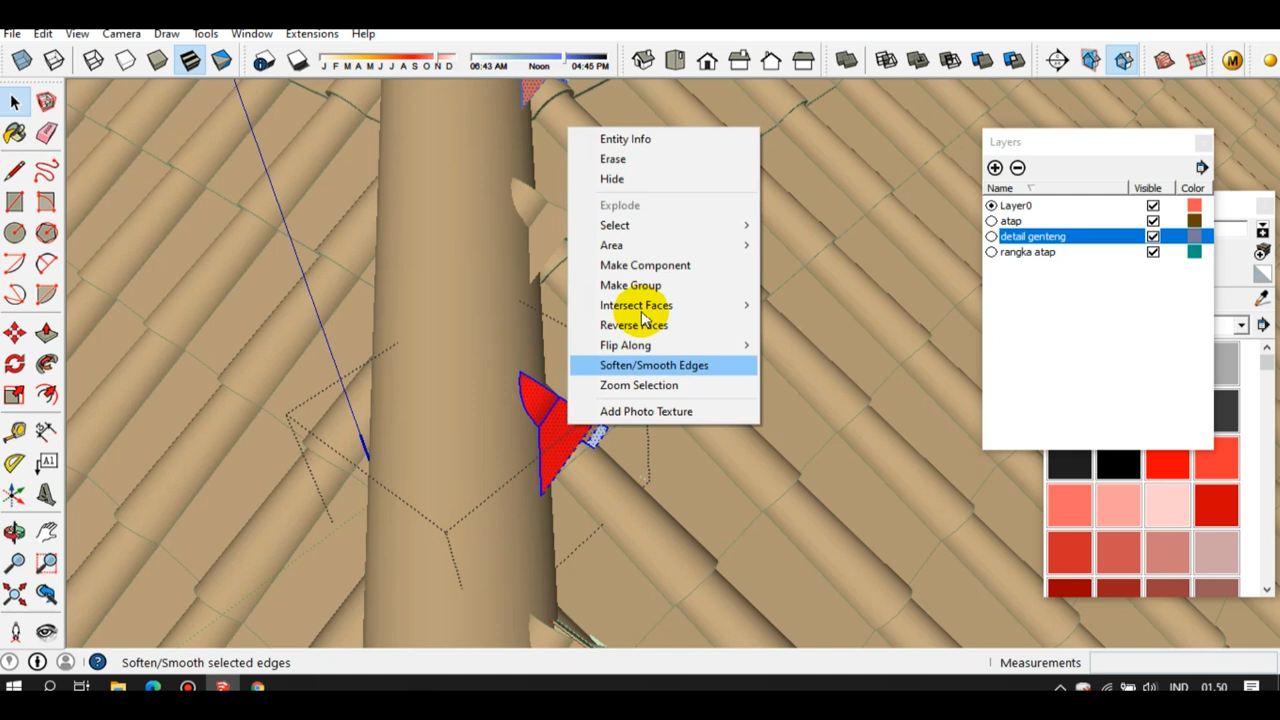 File Edit View Camera Draw Tools Window Extensions Help
J F M A M J J A S O N D
06:43 AM Noon 04:45 PM
M
A1
Entity Info
Erase
Hide
Explode
Select
Area
Make Component
Make Group
Intersect Faces
Reverse Faces
Flip Along
Soften/Smooth Edges
Zoom Selection
Add Photo Texture
Layers
Name Visible Color
Layer0
atap
detail genteng
rangka atap
Soften/Smooth selected edges
Measurements
IND 01.50